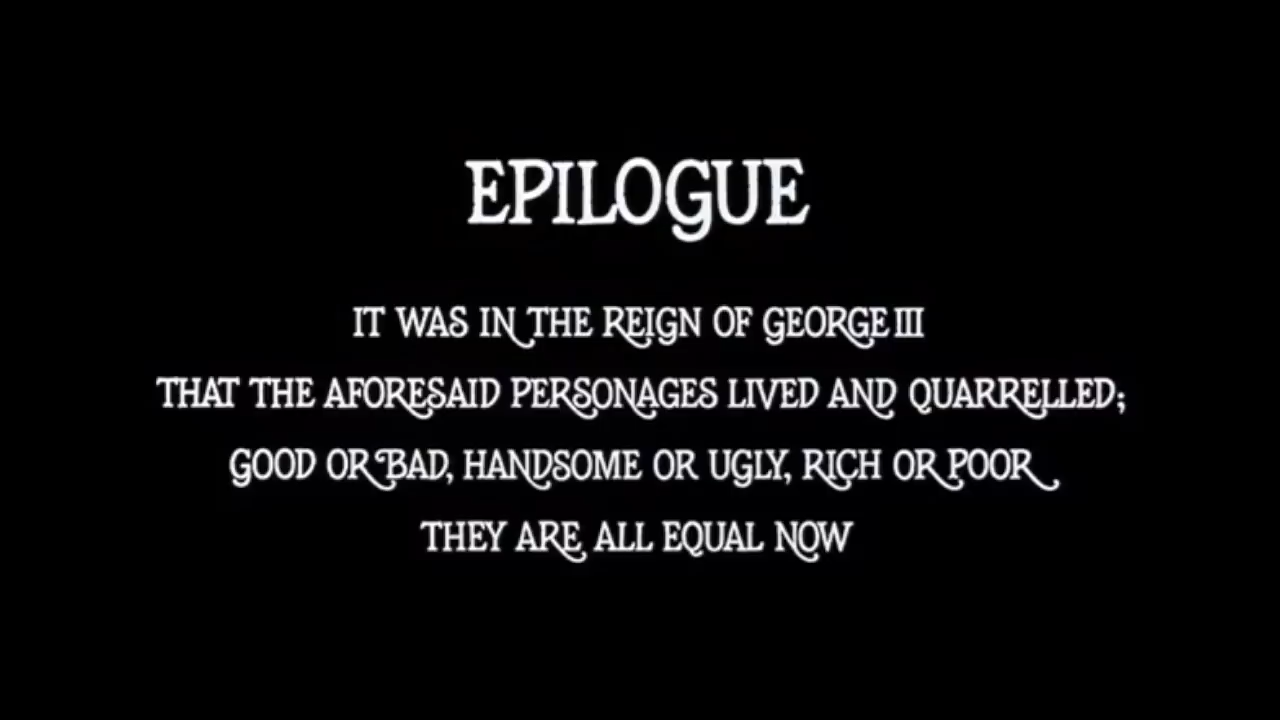 EPILOGUE
IT WAS IN THE REIGN OF GEORGE III
THAT THE AFORESAID PERSONAGES LIVED AND QUARRELLED;
GOOD OR BAD, HANDSOME OR UGLY, RICH OR POOR
THEY ARE ALL EQUAL NOW